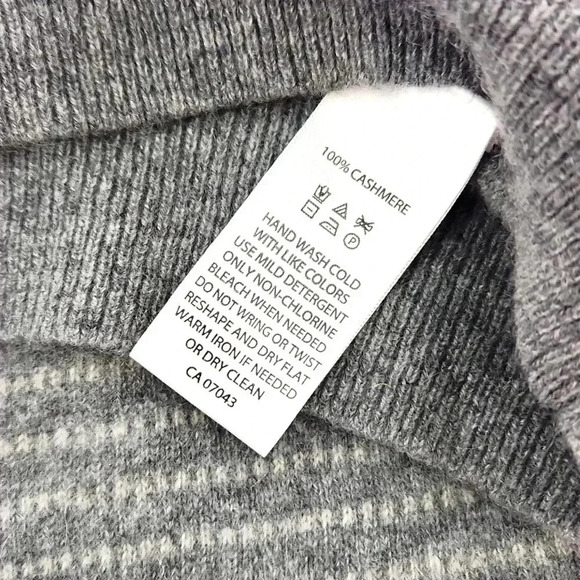 100% CASHMERE
HAND WASH COLD
WITH LIKE COLORS
USE MILD DETERGENT
ONLY NON-CHLORINE
BLEACH WHEN NEEDED
DO NOT WRING OR TWIST
RESHAPE AND DRY FLAT
WARM IRON IF NEEDED
OR DRY CLEAN
CA 07043